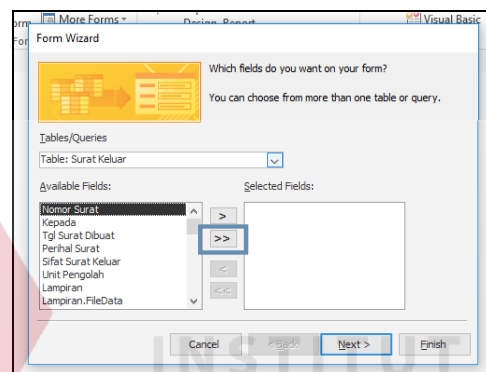 More Forms
Design Report
Visual Basic
Form Wizard
Which fields do you want on your form?
You can choose from more than one table or query.
Tables/Queries
Table: Surat Keluar
Available Fields:
Selected Fields:
Nomor Surat
Kepada
Tgl Surat Dibuat
Perihal Surat
Sifat Surat Keluar
Unit Pengolah
Lampiran
Lampiran.FileData
>
>>
<
<<
Cancel
< Back
Next >
Finish
INSTITUT